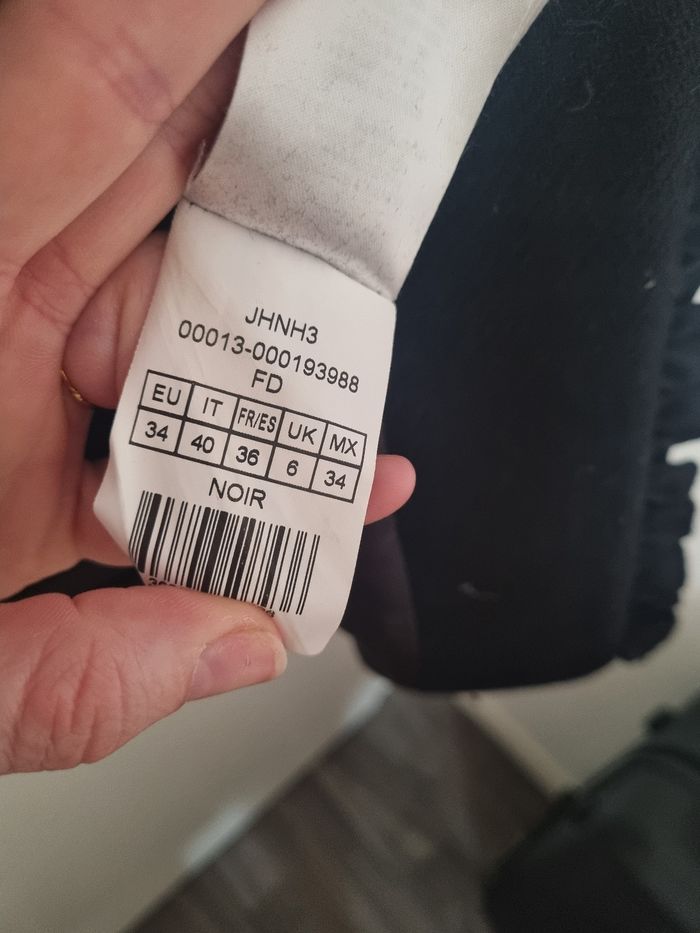 JHNH3
00013-000193988
FD
EU IT FR/ES UK MX
34 40 36 6 34
NOIR